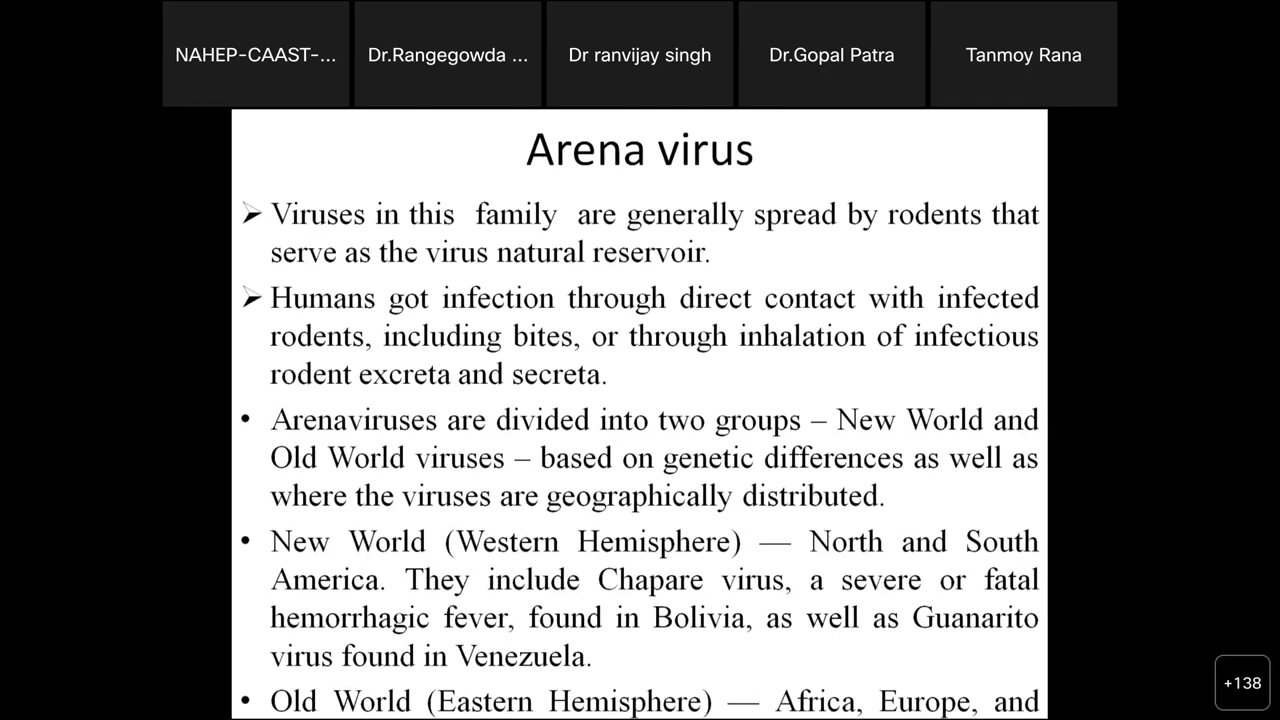 NAHEP-CAAST-...
Dr.Rangegowda ...
Dr ranvijay singh
Dr.Gopal Patra
Tanmoy Rana
Arena virus
➢ Viruses in this family are generally spread by rodents that
serve as the virus natural reservoir.
➢ Humans got infection through direct contact with infected
rodents, including bites, or through inhalation of infectious
rodent excreta and secreta.
• Arenaviruses are divided into two groups – New World and
Old World viruses – based on genetic differences as well as
where the viruses are geographically distributed.
• New World (Western Hemisphere) — North and South
America. They include Chapare virus, a severe or fatal
hemorrhagic fever, found in Bolivia, as well as Guanarito
virus found in Venezuela.
• Old World (Eastern Hemisphere) — Africa, Europe, and
+138